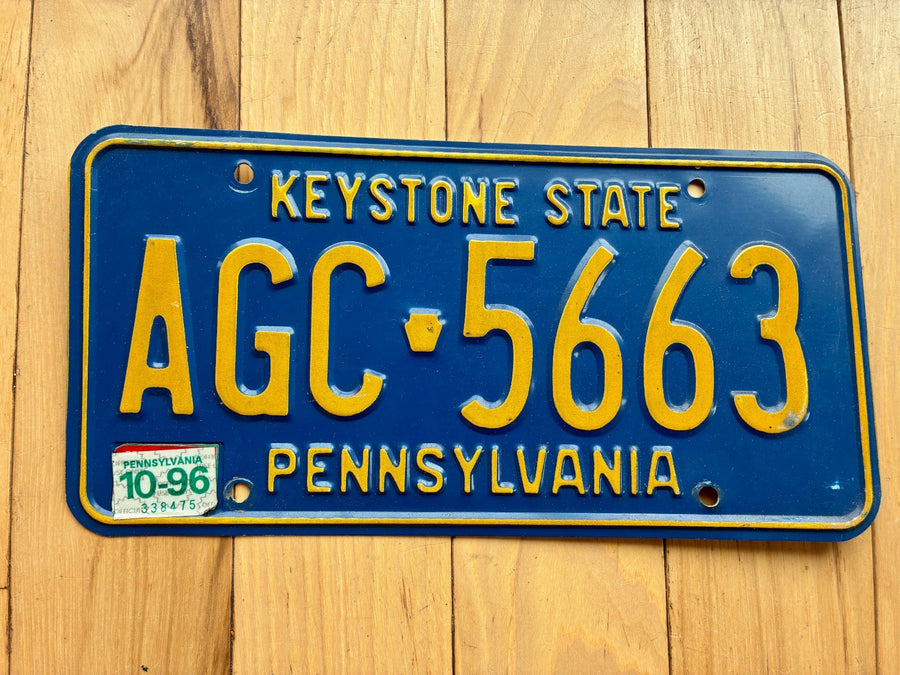 KEYSTONE STATE
AGC 5663
PENNSYLVANIA
PENNSYLVANIA
10-96
338475